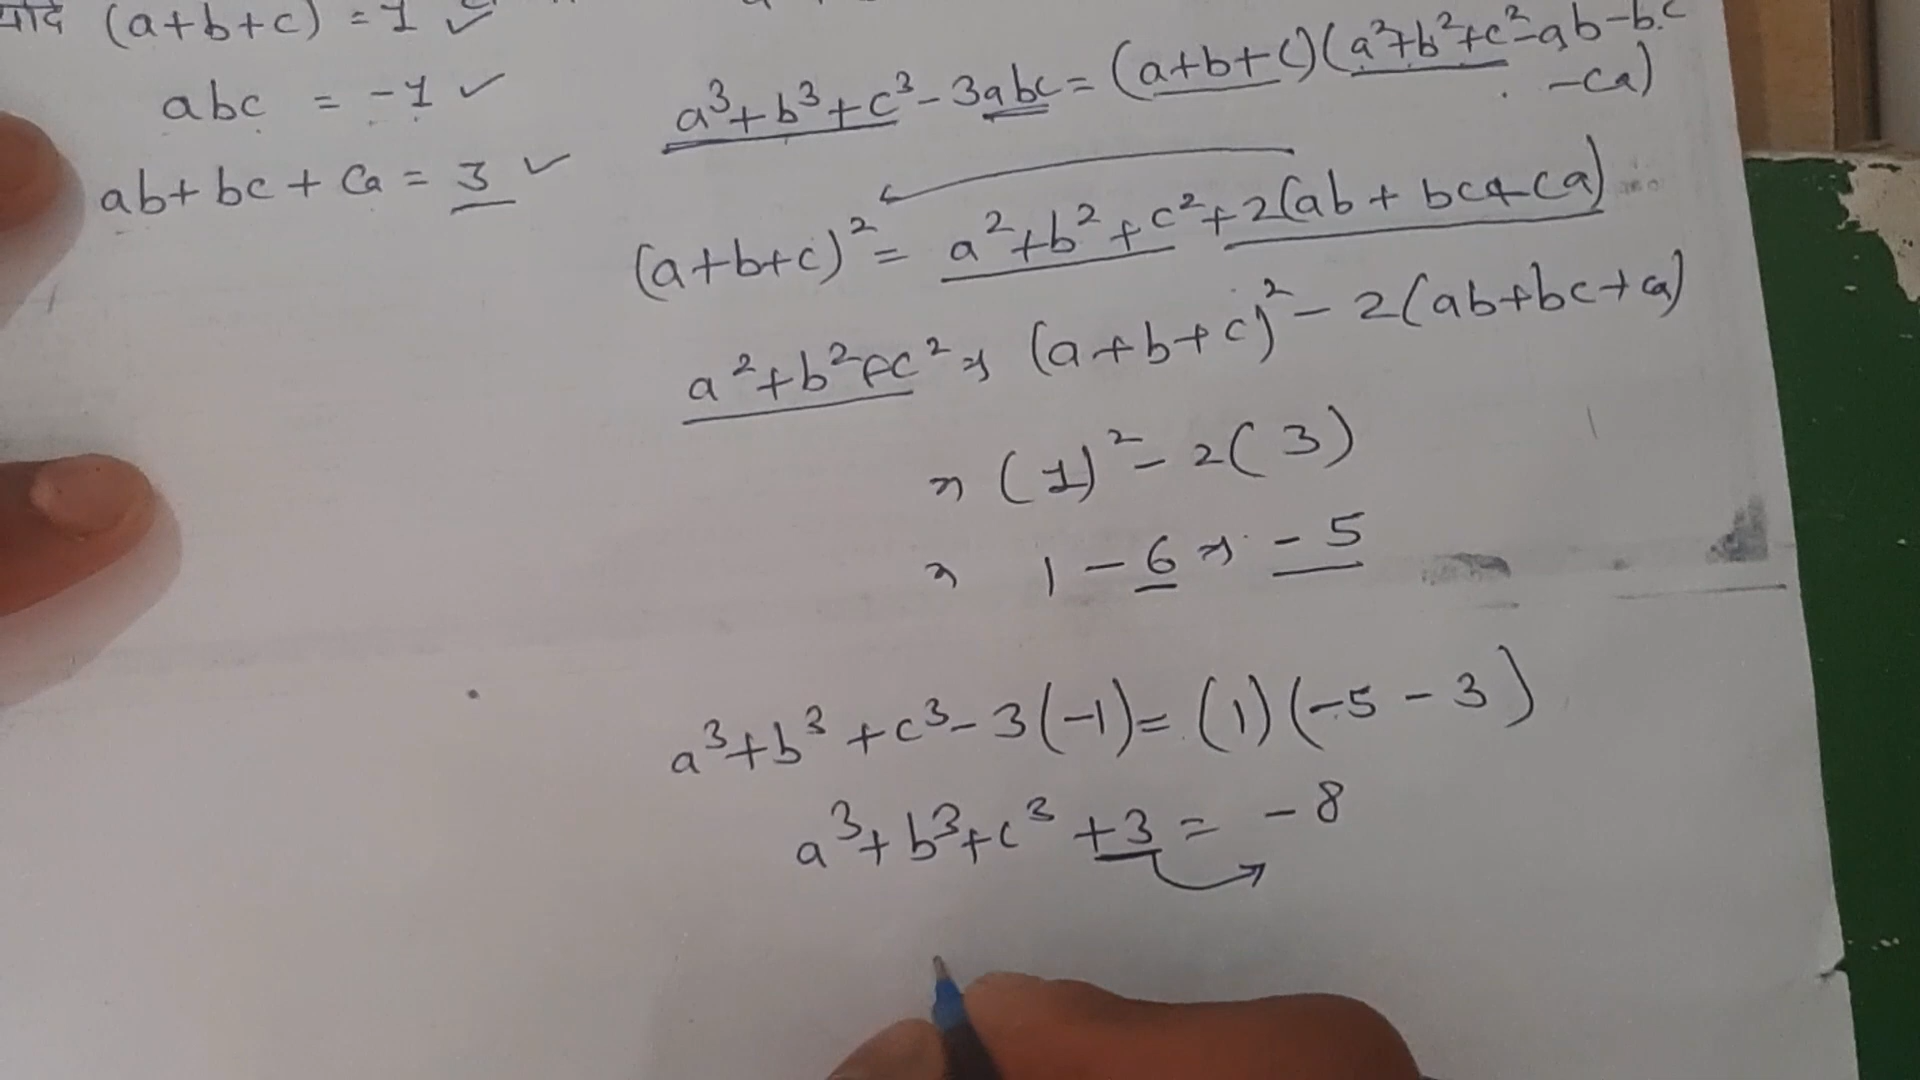 यदि (a+b+c) = 1 ✓
abc = -1 ✓
ab+bc+ca = 3 ✓
a³+b³+c³-3abc = (a+b+c)(a²+b²+c²-ab-bc
-ca)
(a+b+c)² = a²+b²+c²+2(ab+bc+ca)
a²+b²+c² = (a+b+c)² - 2(ab+bc+ca)
= (1)² - 2(3)
= 1 - 6 = -5
a³+b³+c³-3(-1) = (1)(-5-3)
a³+b³+c³+3 = -8